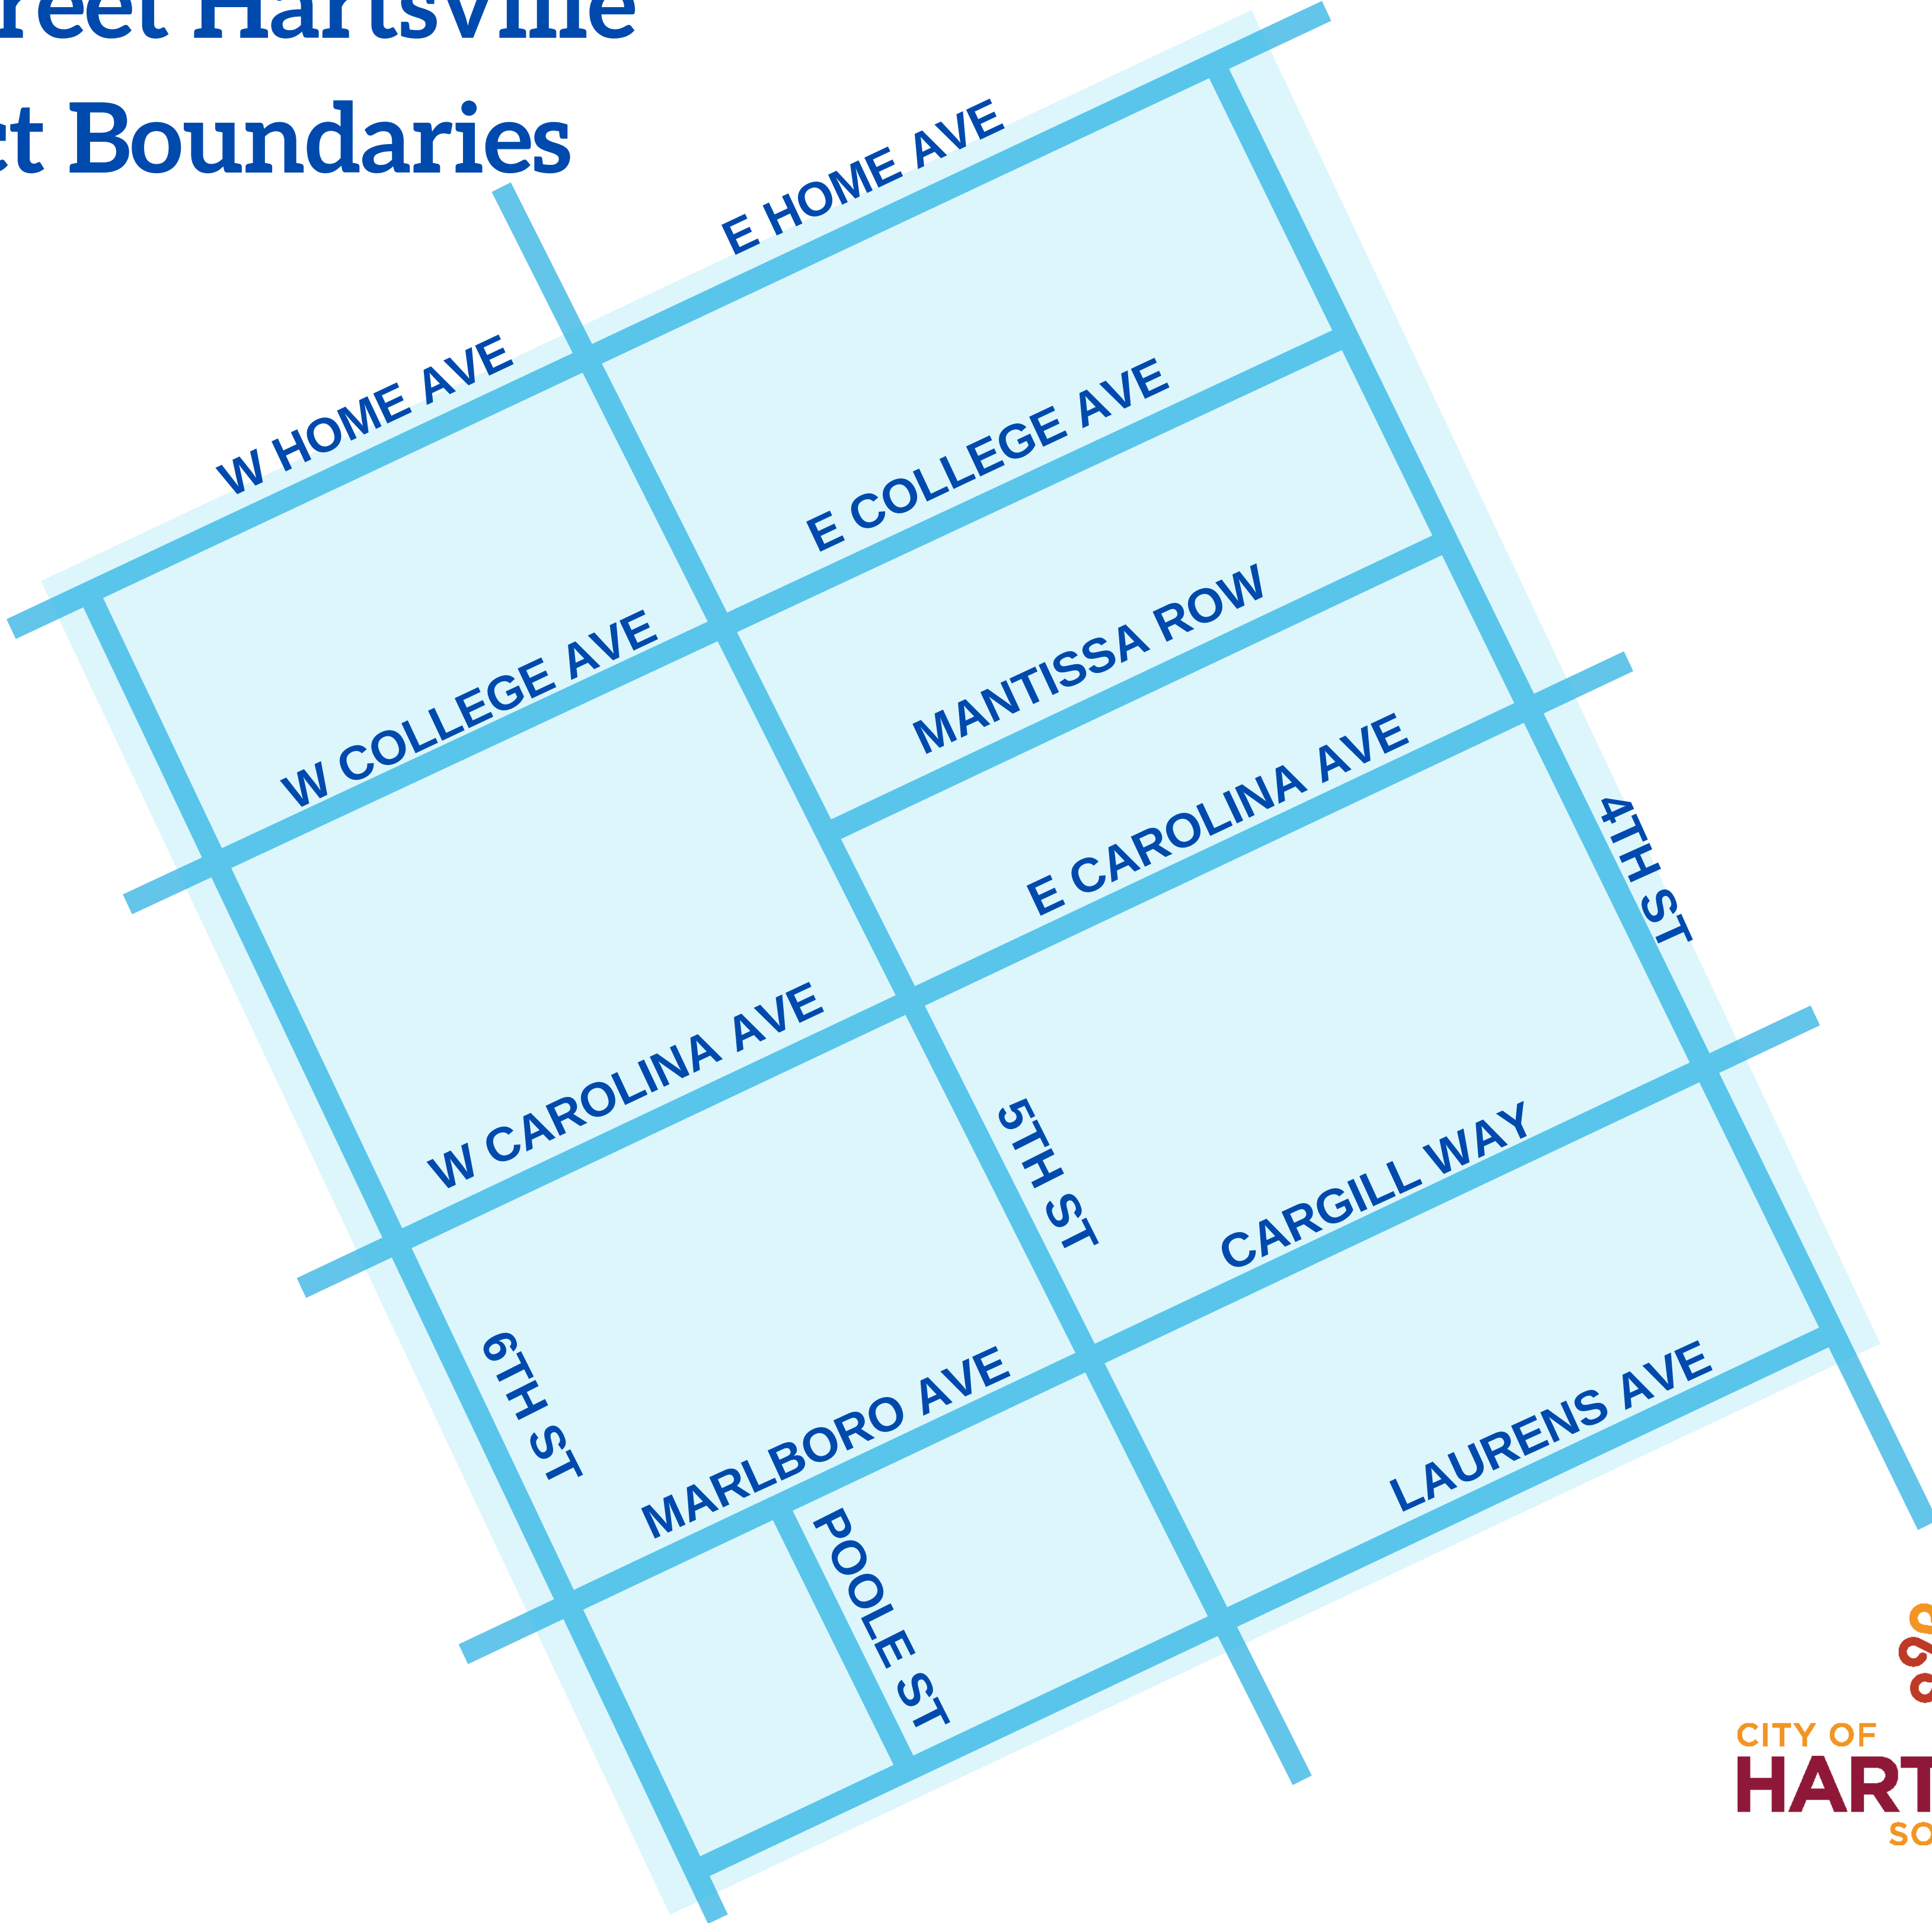 reet Hartsville
ct Boundaries
E HOME AVE
W HOME AVE
E COLLEGE AVE
W COLLEGE AVE
MANTISSA ROW
E CAROLINA AVE
4TH ST
W CAROLINA AVE
5TH ST
CARGILL WAY
6TH ST
MARLBORO AVE
LAURENS AVE
POOLE ST
CITY OF
HART
SO